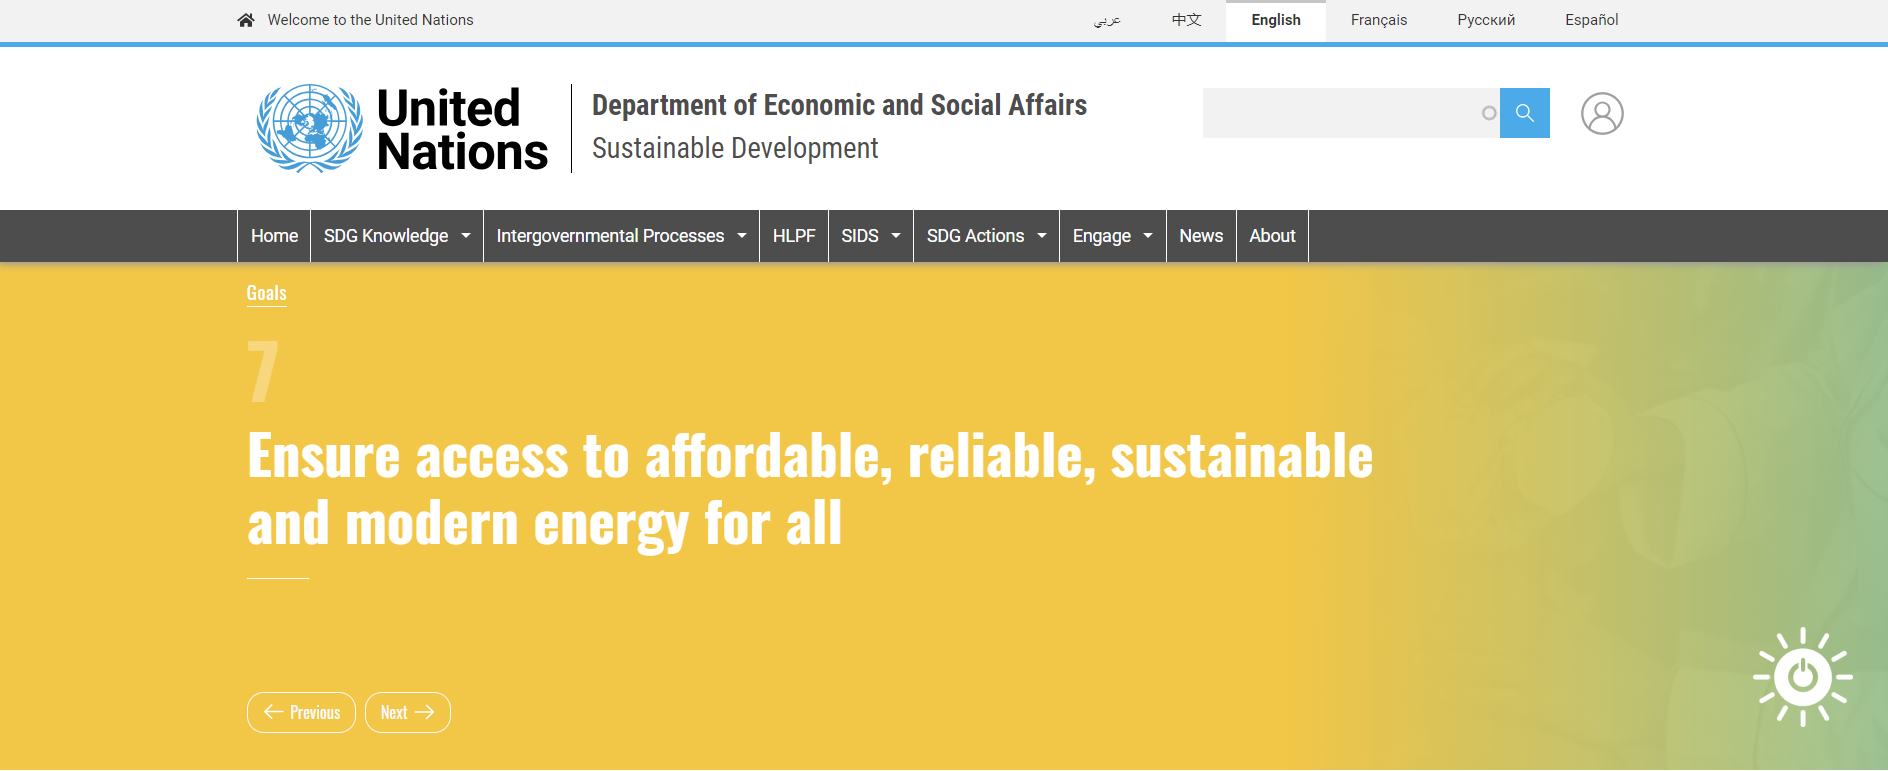 Welcome to the United Nations
عربي
中文
English
Français
Русский
Español
United
Nations
Department of Economic and Social Affairs
Sustainable Development
Home
SDG Knowledge
Intergovernmental Processes
HLPF
SIDS
SDG Actions
Engage
News
About
Goals
7
Ensure access to affordable, reliable, sustainable
and modern energy for all
Previous
Next